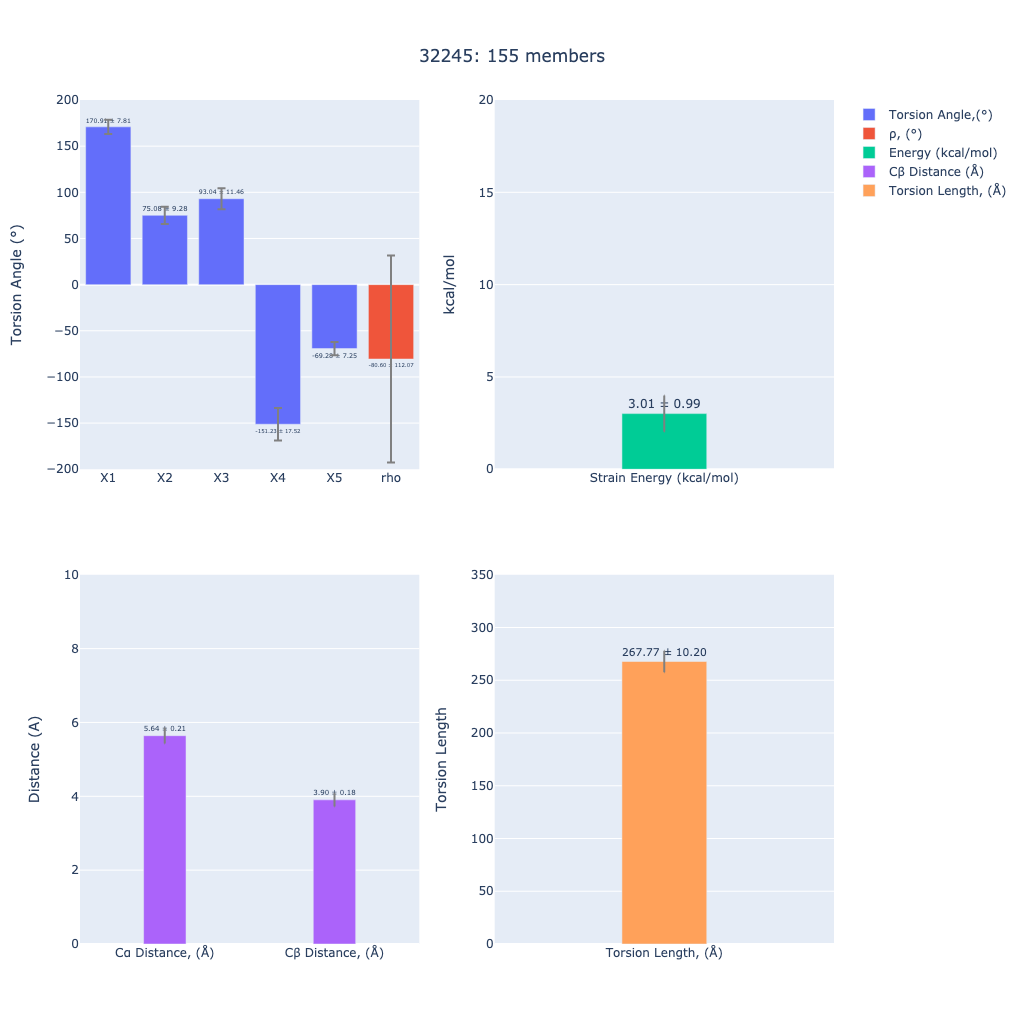 32245: 155 members
Torsion Angle (°)
200
150
100
50
0
−50
−100
−150
−200
75.08 ± 9.28
93.04 ± 11.46
-151.23 ± 17.52
-69.28 ± 7.25
-80.60 ± 112.07
X1 X2 X3 X4 X5 rho
kcal/mol
20
15
10
5
0
3.01 ± 0.99
Strain Energy (kcal/mol)
Torsion Angle,(°)
ρ, (°)
Energy (kcal/mol)
Cβ Distance (Å)
Torsion Length, (Å)
Distance (A)
10
8
6
4
2
0
5.64 ± 0.21
3.90 ± 0.18
Cα Distance, (Å) Cβ Distance, (Å)
Torsion Length
350
300
250
200
150
100
50
0
267.77 ± 10.20
Torsion Length, (Å)